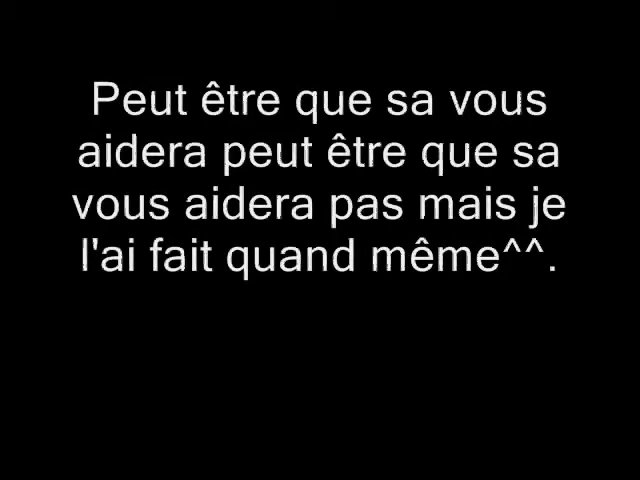 Peut être que sa vous
aidera peut être que sa
vous aidera pas mais je
l'ai fait quand même^^.